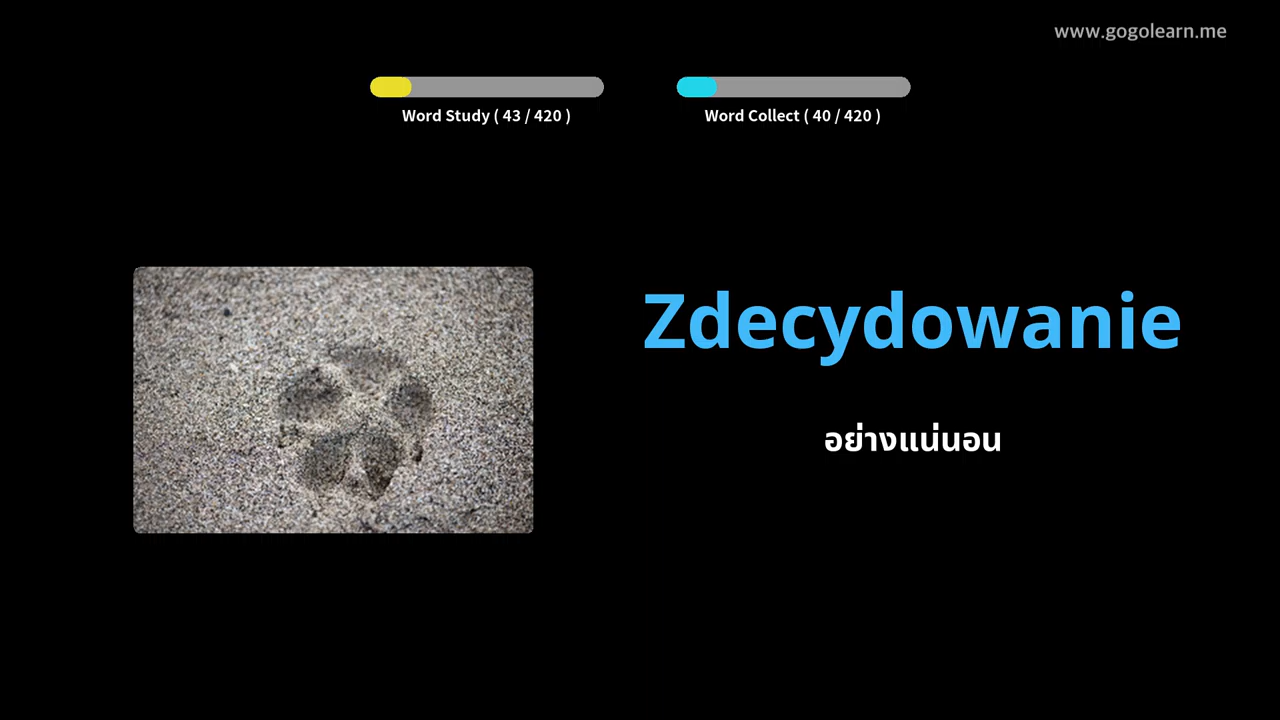 www.gogolearn.me
Word Study ( 43 / 420 )
Word Collect ( 40 / 420 )
Zdecydowanie
อย่างแน่นอน